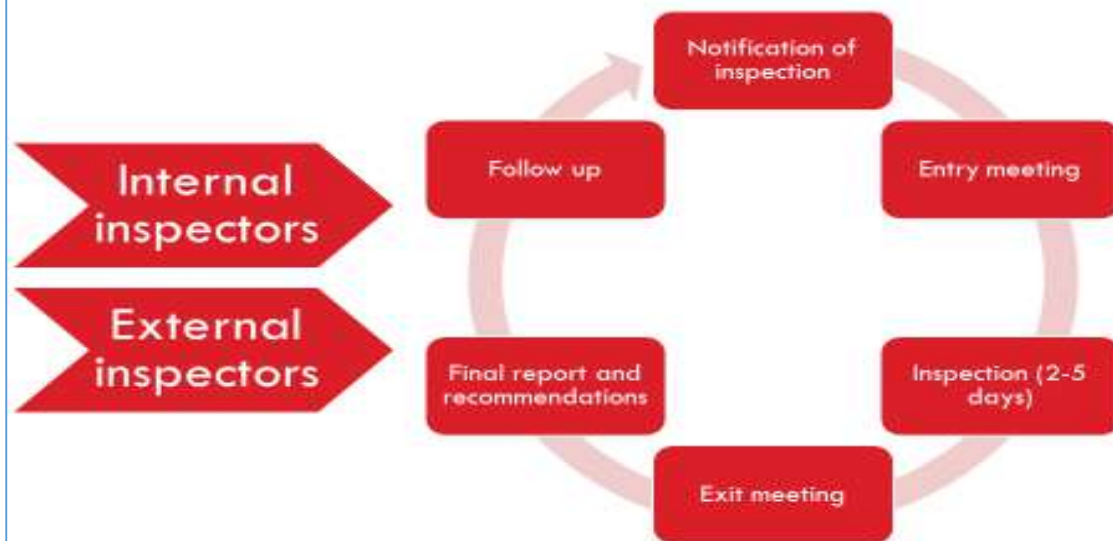 Internal
inspectors
External
inspectors
Notification of
inspection
Entry meeting
Inspection (2-5
days)
Exit meeting
Final report and
recommendations
Follow up